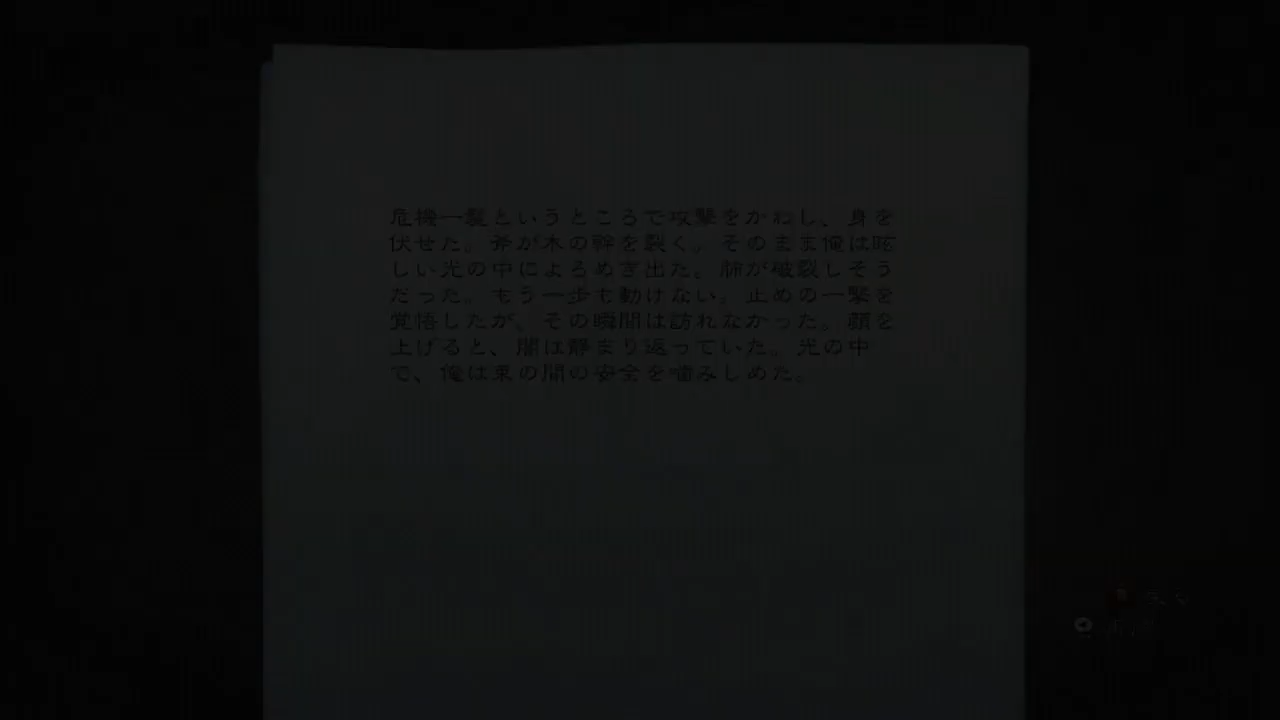 危機一髪というところで攻撃をかわし、身を
伏せた。斧が木の幹を裂く。そのまま俺は眩
しい光の中によろめき出た。肺が破裂しそう
だった。もう一歩も動けない。止めの一撃を
覚悟したが、その瞬間は訪れなかった。顔を
上げると、闇は静まり返っていた。光の中
で、俺は束の間の安全を噛みしめた。